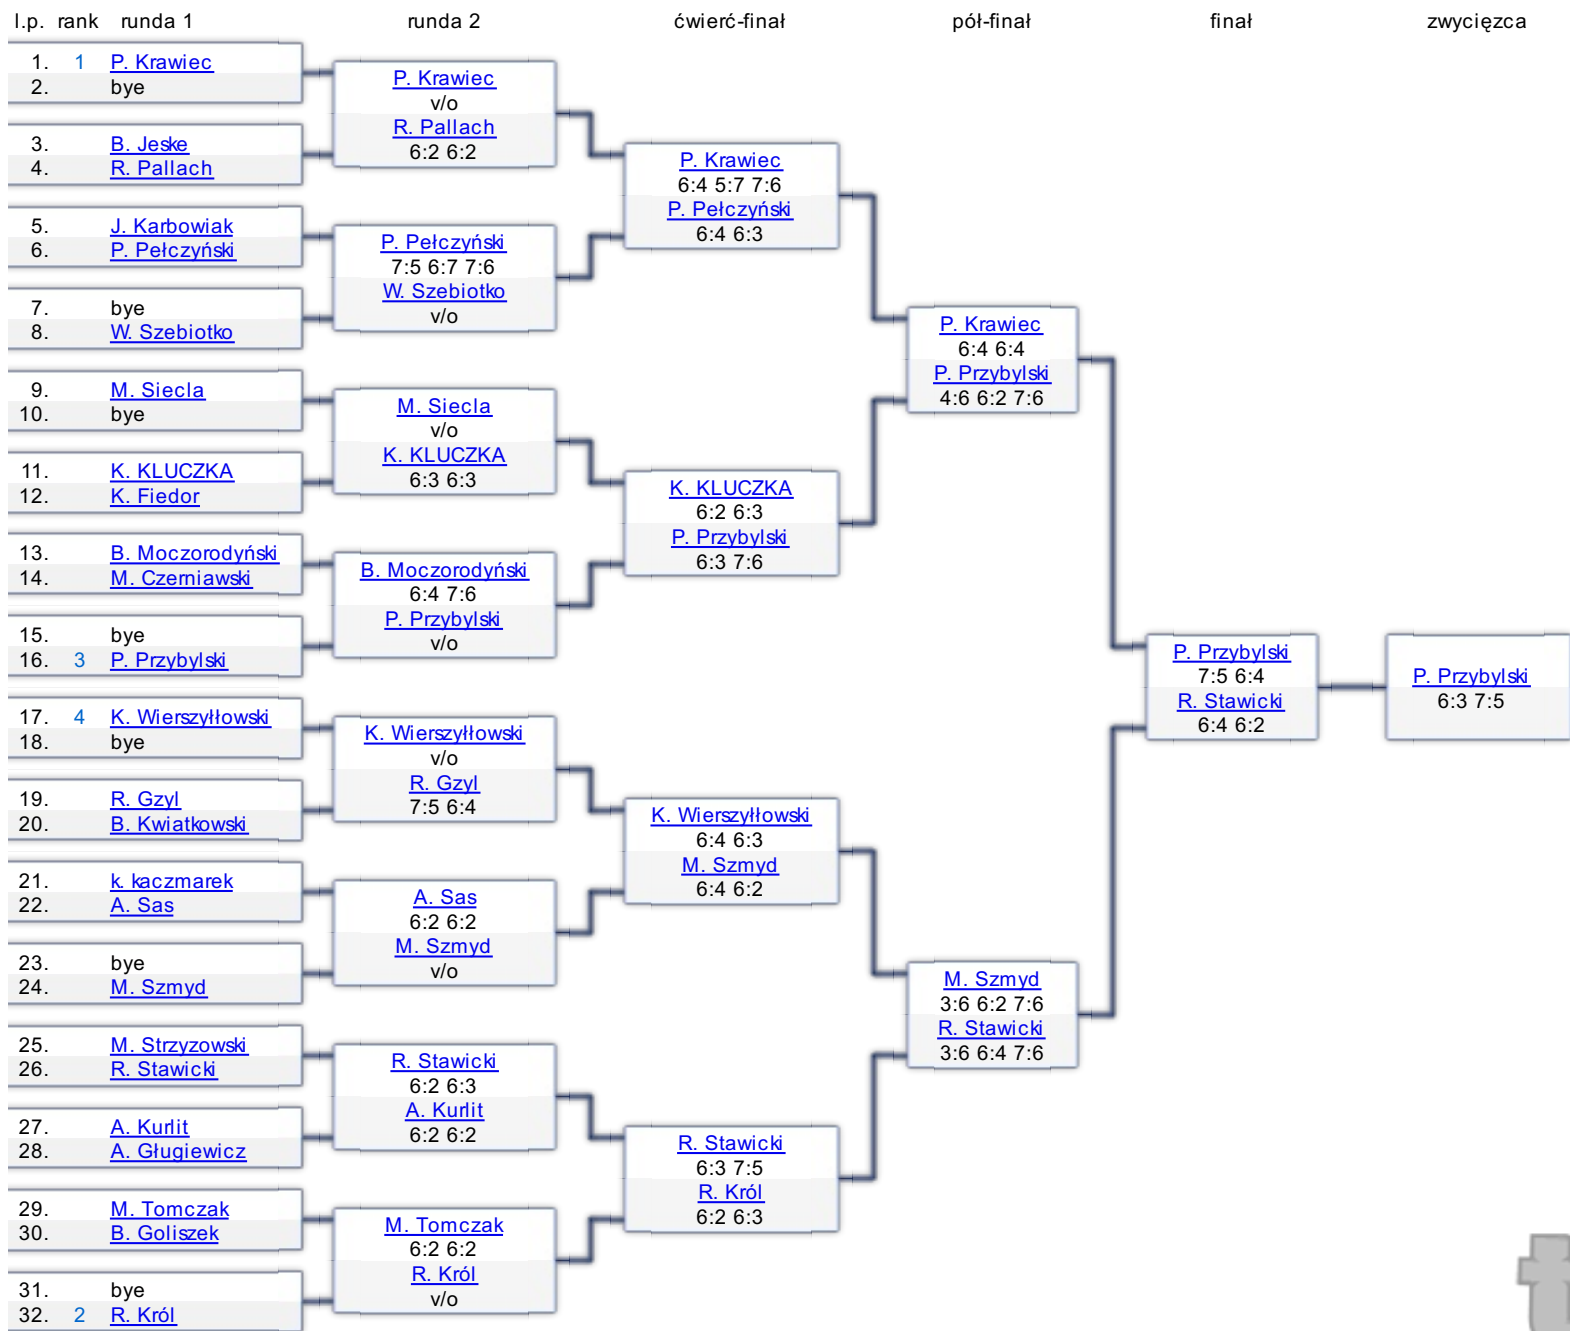 l.p. rank runda 1 runda 2 ćwierć-finał pół-finał finał zwycięzca
1. 1 P. Krawiec
2. bye
3. B. Jeske
4. R. Pallach
5. J. Karbowiak
6. P. Pełczyński
7. bye
8. W. Szebiotko
9. M. Siecla
10. bye
11. K. KLUCZKA
12. K. Fiedor
13. B. Moczorodyński
14. M. Czerniawski
15. bye
16. 3 P. Przybylski
17. 4 K. Wierszyłłowski
18. bye
19. R. Gzyl
20. B. Kwiatkowski
21. k. kaczmarek
22. A. Sas
23. bye
24. M. Szmyd
25. M. Strzyzowski
26. R. Stawicki
27. A. Kurlit
28. A. Gługiewicz
29. M. Tomczak
30. B. Goliszek
31. bye
32. 2 R. Król
P. Krawiec
v/o
R. Pallach
6:2 6:2
P. Pełczyński
7:5 6:7 7:6
W. Szebiotko
v/o
M. Siecla
v/o
K. KLUCZKA
6:3 6:3
B. Moczorodyński
6:4 7:6
P. Przybylski
v/o
K. Wierszyłłowski
v/o
R. Gzyl
7:5 6:4
A. Sas
6:2 6:2
M. Szmyd
v/o
R. Stawicki
6:2 6:3
A. Kurlit
6:2 6:2
M. Tomczak
6:2 6:2
R. Król
v/o
P. Krawiec
6:4 5:7 7:6
P. Pełczyński
6:4 6:3
K. KLUCZKA
6:2 6:3
P. Przybylski
6:3 7:6
K. Wierszyłłowski
6:4 6:3
M. Szmyd
6:4 6:2
R. Stawicki
6:3 7:5
R. Król
6:2 6:3
P. Krawiec
6:4 6:4
P. Przybylski
4:6 6:2 7:6
M. Szmyd
3:6 6:2 7:6
R. Stawicki
3:6 6:4 7:6
P. Przybylski
7:5 6:4
R. Stawicki
6:4 6:2
P. Przybylski
6:3 7:5
t